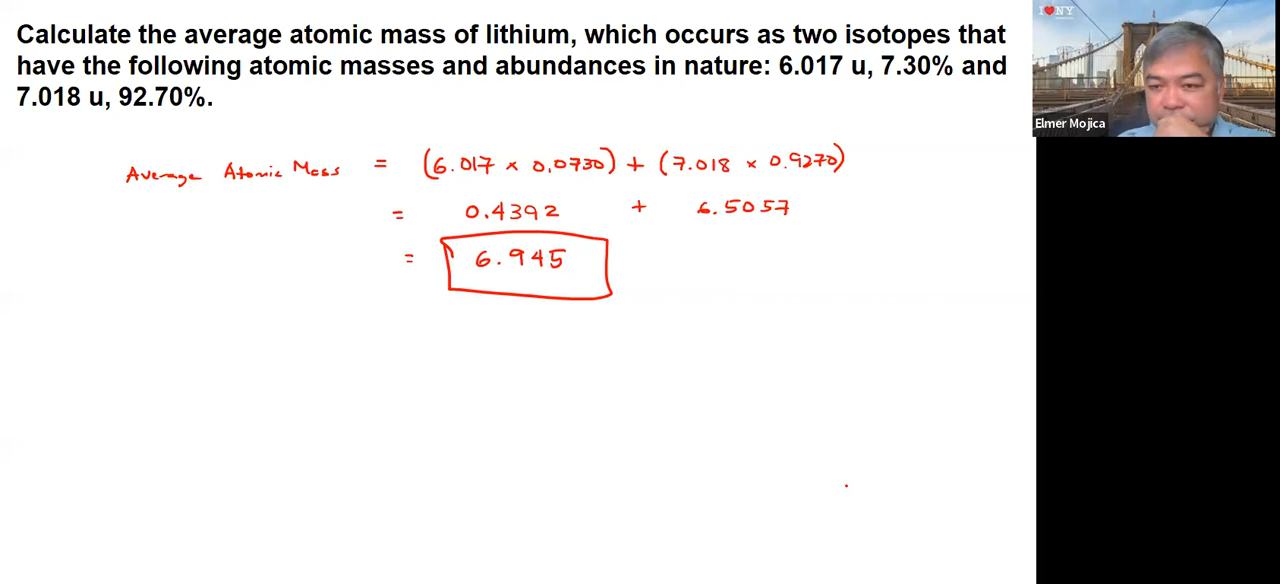 Calculate the average atomic mass of lithium, which occurs as two isotopes that
have the following atomic masses and abundances in nature: 6.017 u, 7.30% and
7.018 u, 92.70%.
I ♥ NY
Elmer Mojica
Average Atomic Mass = (6.017 × 0.0730) + (7.018 × 0.9270)
= 0.4392 + 6.5057
= 6.945